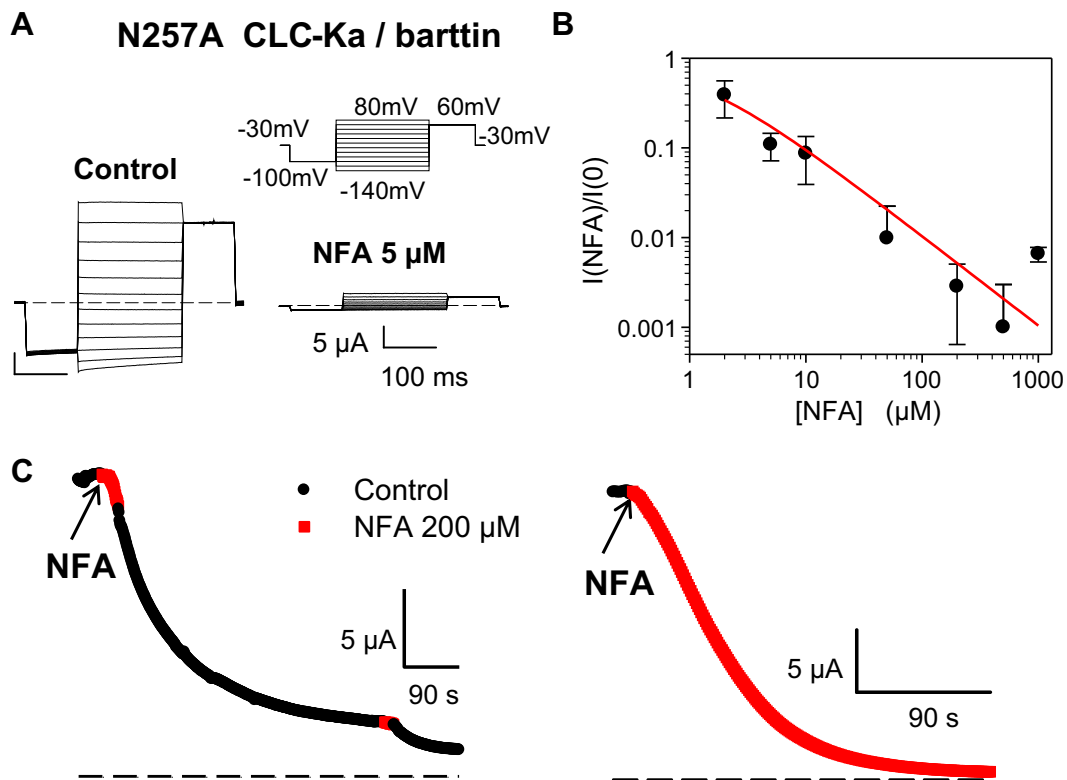 A
N257A CLC-Ka / barttin
80mV 60mV
-30mV
-30mV
-100mV
-140mV
Control
NFA 5 µM
5 µA
100 ms
B
I(NFA)/I(0)
1
0.1
0.01
0.001
1 10 100 1000
[NFA] (µM)
C
NFA
Control
NFA 200 µM
5 µA
90 s
NFA
5 µA
90 s